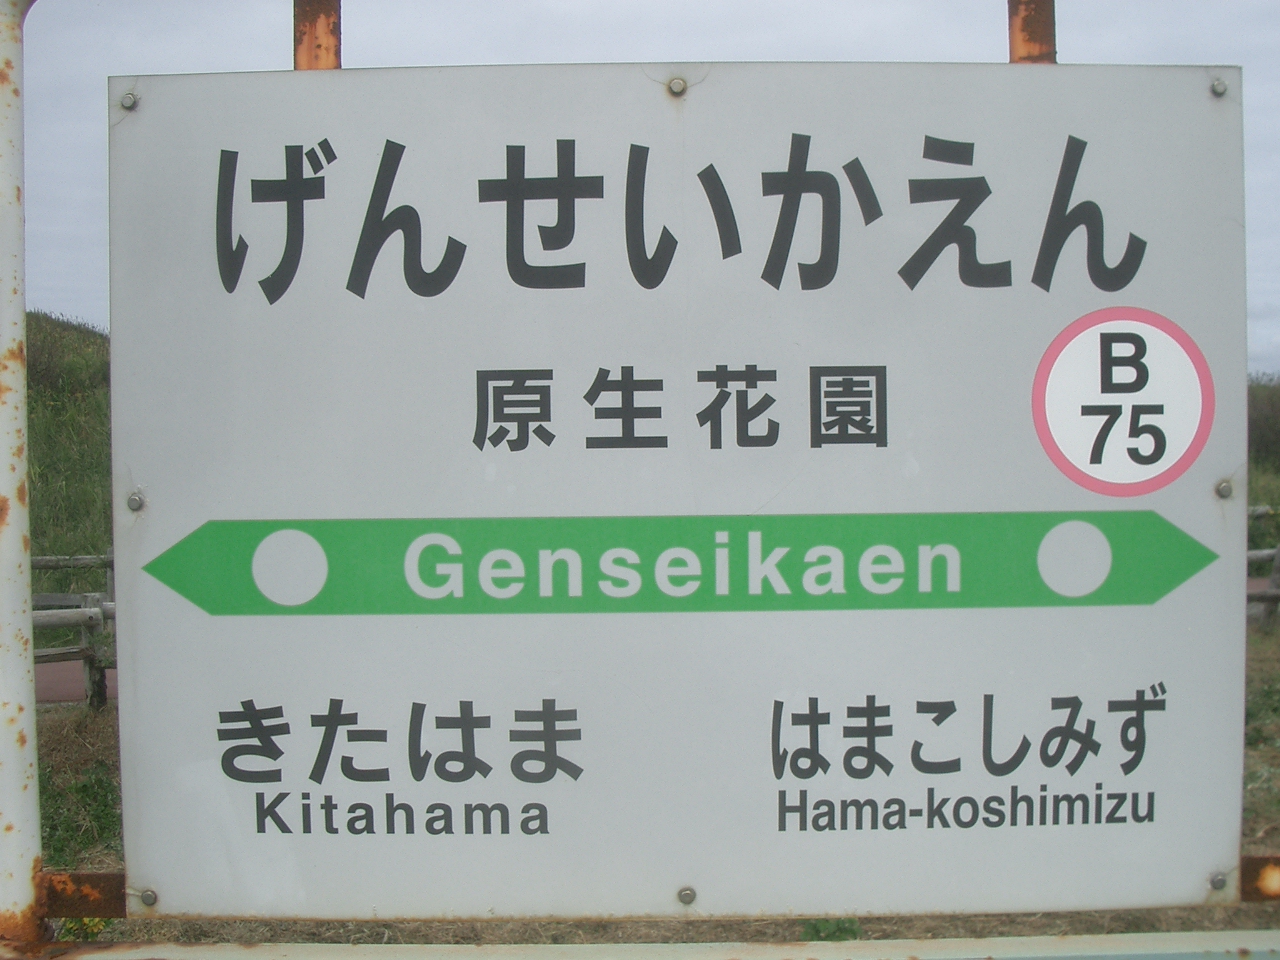 げんせいかえん
原生花園
B
75
Genseikaen
きたはま
Kitahama
はまこしみず
Hama-koshimizu